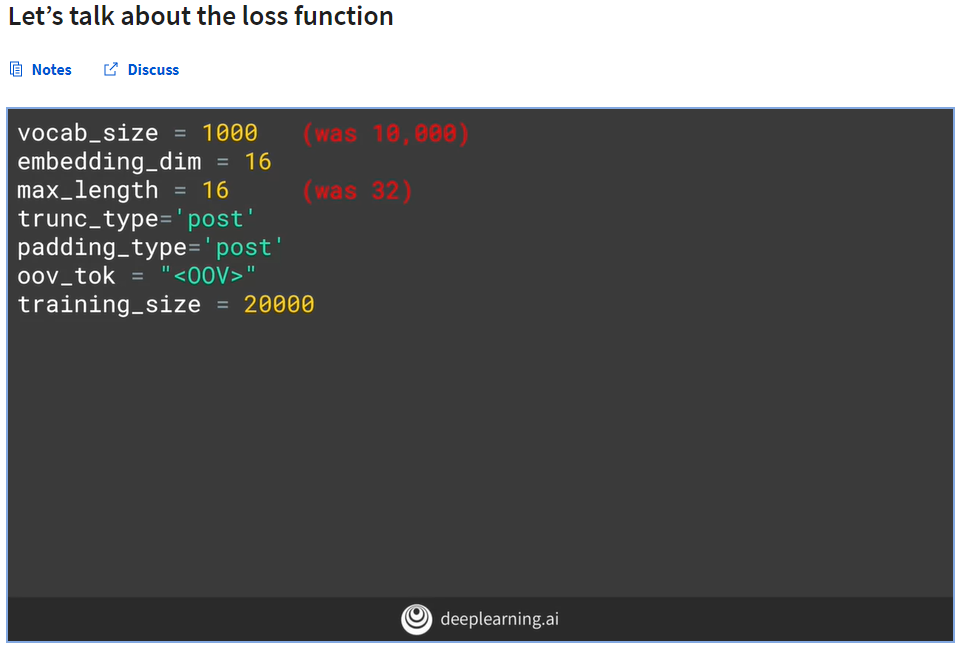 Let’s talk about the loss function
Notes Discuss
vocab_size = 1000 (was 10,000)
embedding_dim = 16
max_length = 16 (was 32)
trunc_type='post'
padding_type='post'
oov_tok = "<OOV>"
training_size = 20000
deeplearning.ai